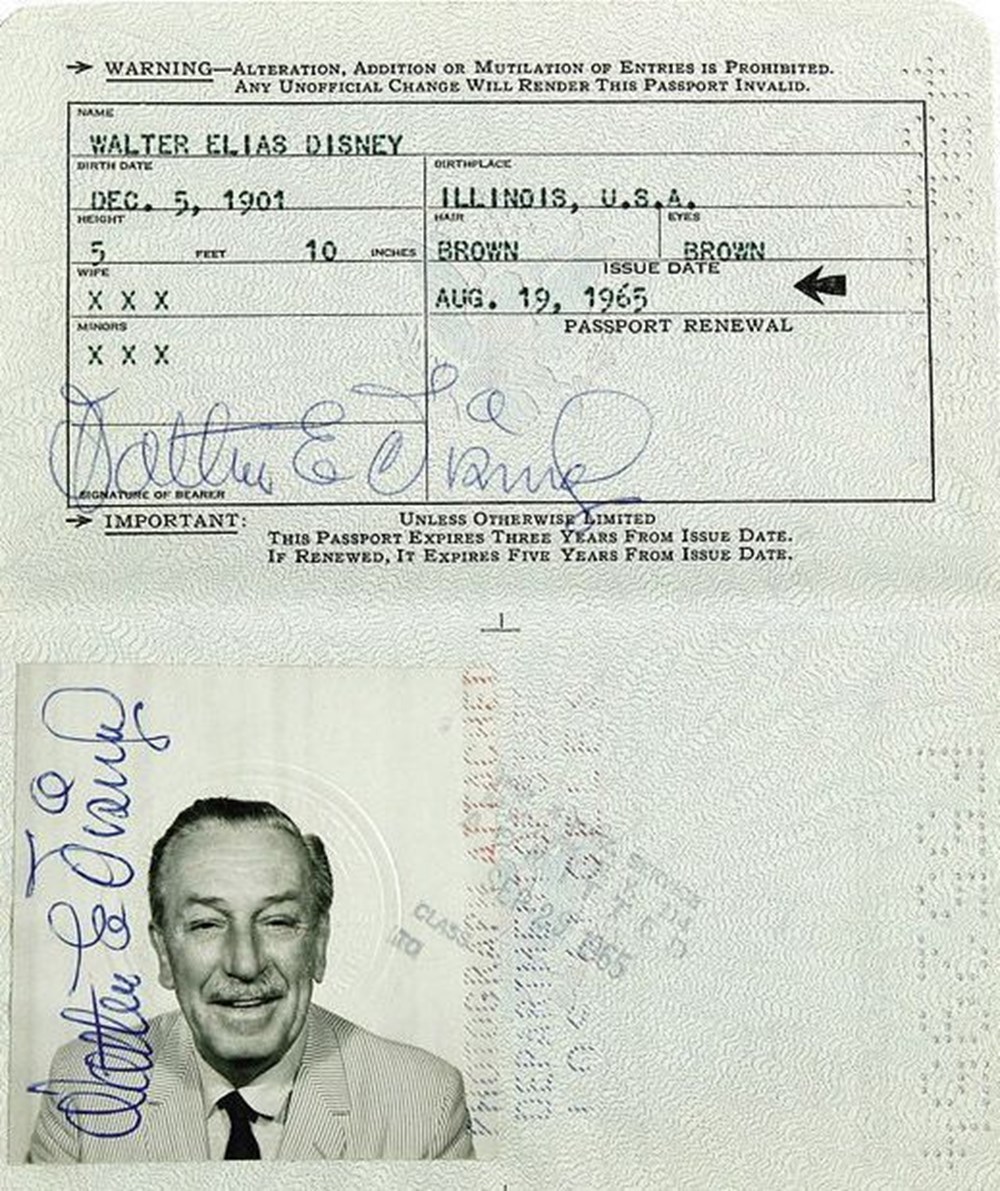 WARNING—ALTERATION, ADDITION OR MUTILATION OF ENTRIES IS PROHIBITED.
ANY UNOFFICIAL CHANGE WILL RENDER THIS PASSPORT INVALID.
NAME
WALTER ELIAS DISNEY
BIRTH DATE BIRTHPLACE
DEC. 5, 1901 ILLINOIS, U.S.A.
HEIGHT HAIR EYES
5 FEET 10 INCHES BROWN BROWN
WIFE ISSUE DATE
X X X AUG. 19, 1965
MINORS PASSPORT RENEWAL
X X X
Walter E Disney
SIGNATURE OF BEARER
IMPORTANT: UNLESS OTHERWISE LIMITED
THIS PASSPORT EXPIRES THREE YEARS FROM ISSUE DATE.
IF RENEWED, IT EXPIRES FIVE YEARS FROM ISSUE DATE.
Walter E Disney
CLASS
TO
1965